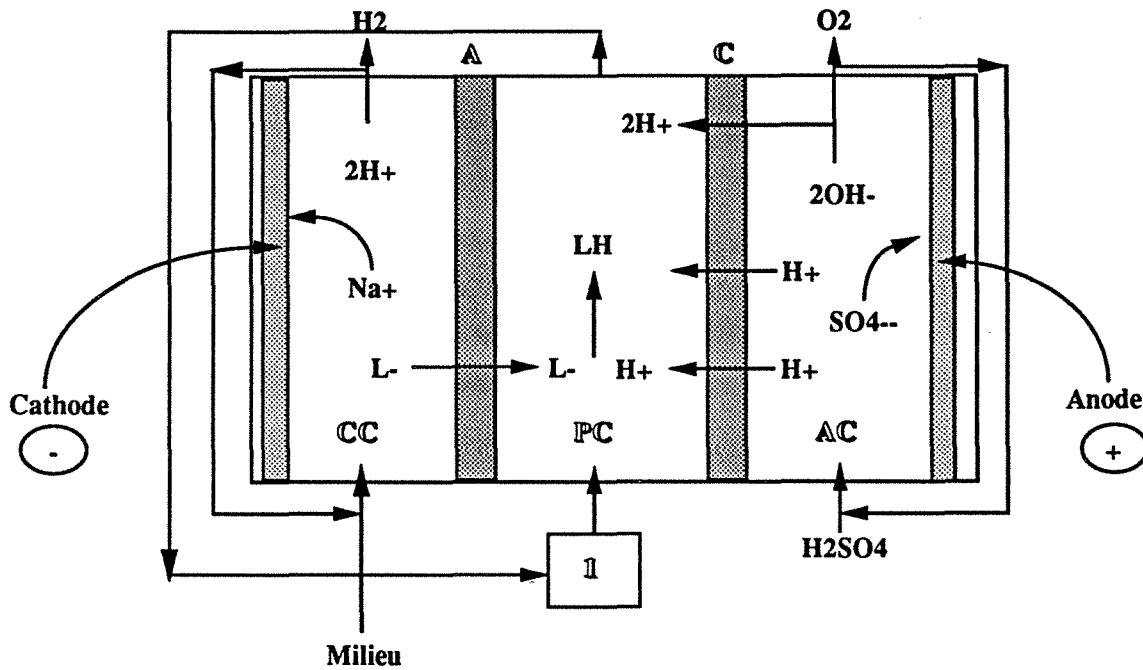 H2
O2
A
C
2H+
2H+
2OH-
LH
Na+
H+
SO4--
L-
L-
H+
H+
Cathode
Anode
CC
PC
AC
-
+
H2SO4
1
Milieu